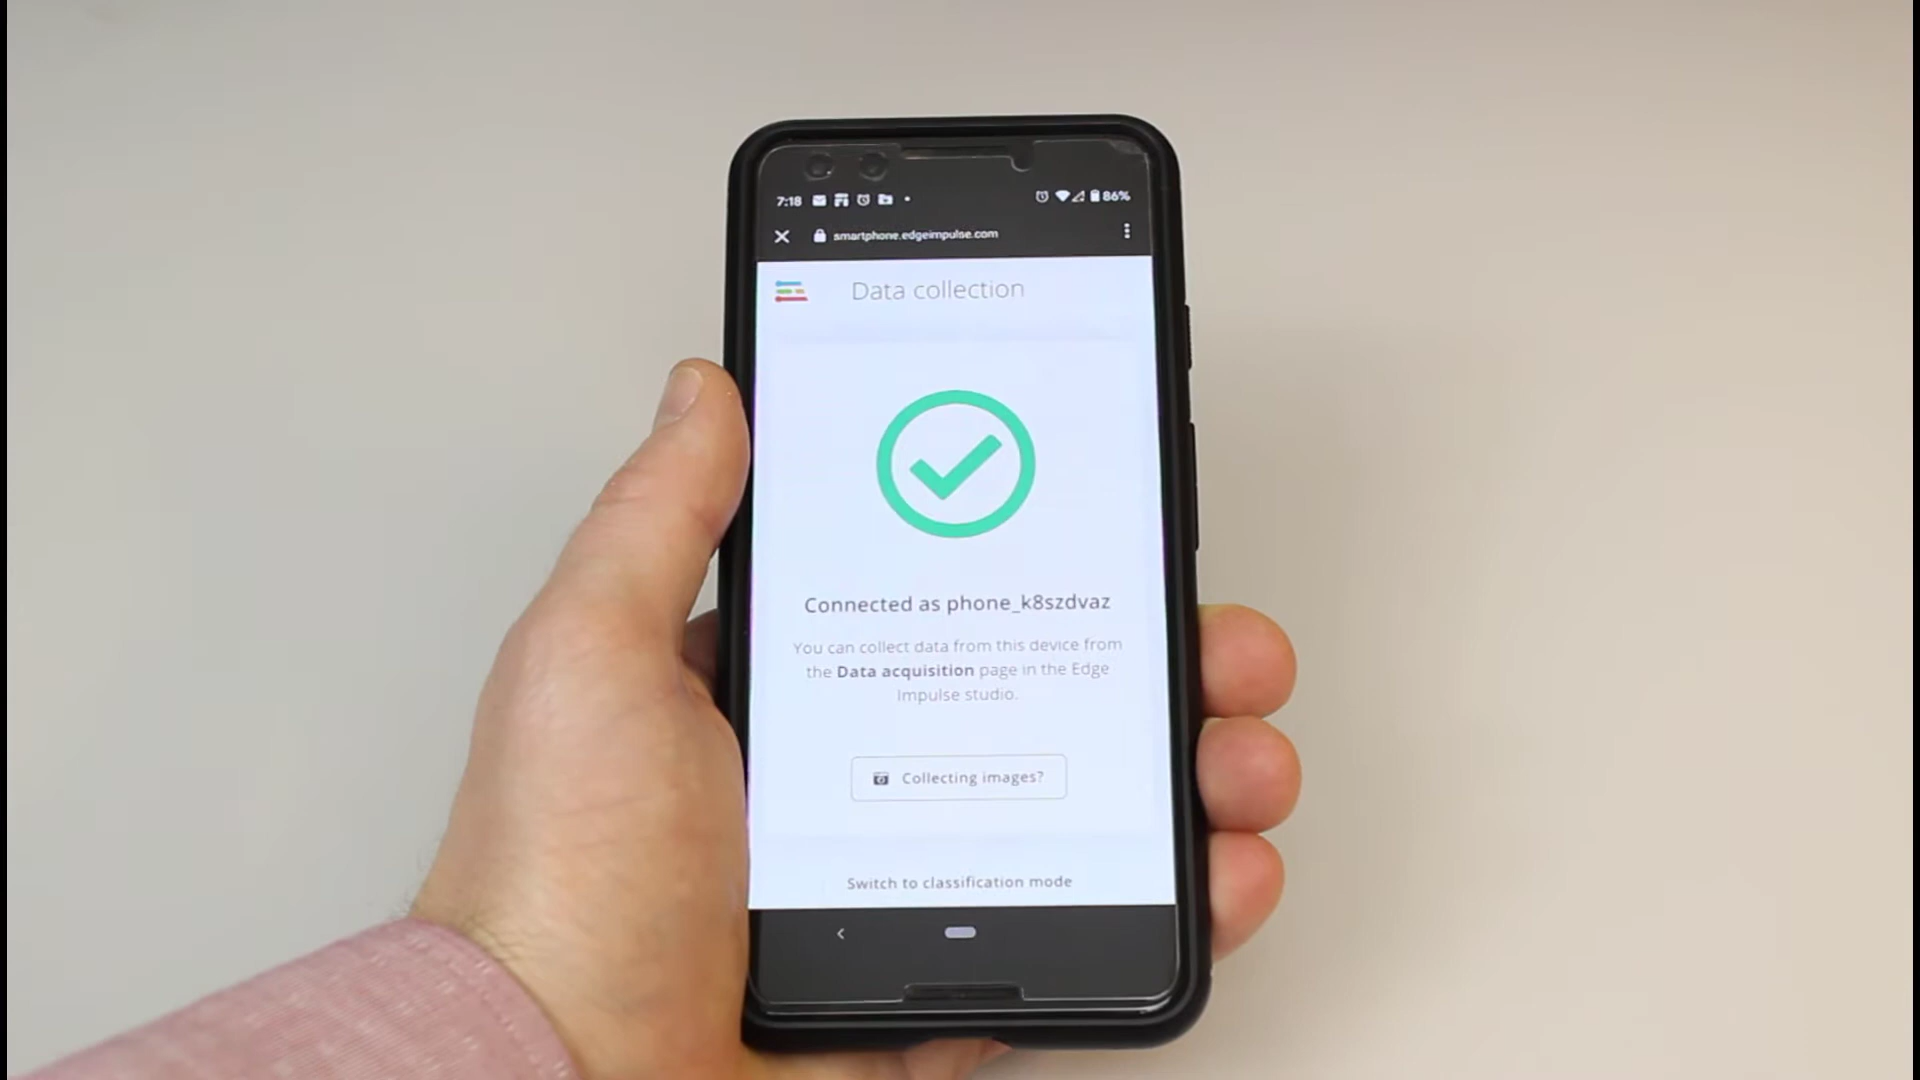 7:18 86%
smartphone.edgeimpulse.com
Data collection
Connected as phone_k8szdvaz
You can collect data from this device from
the Data acquisition page in the Edge
Impulse studio.
Collecting images?
Switch to classification mode